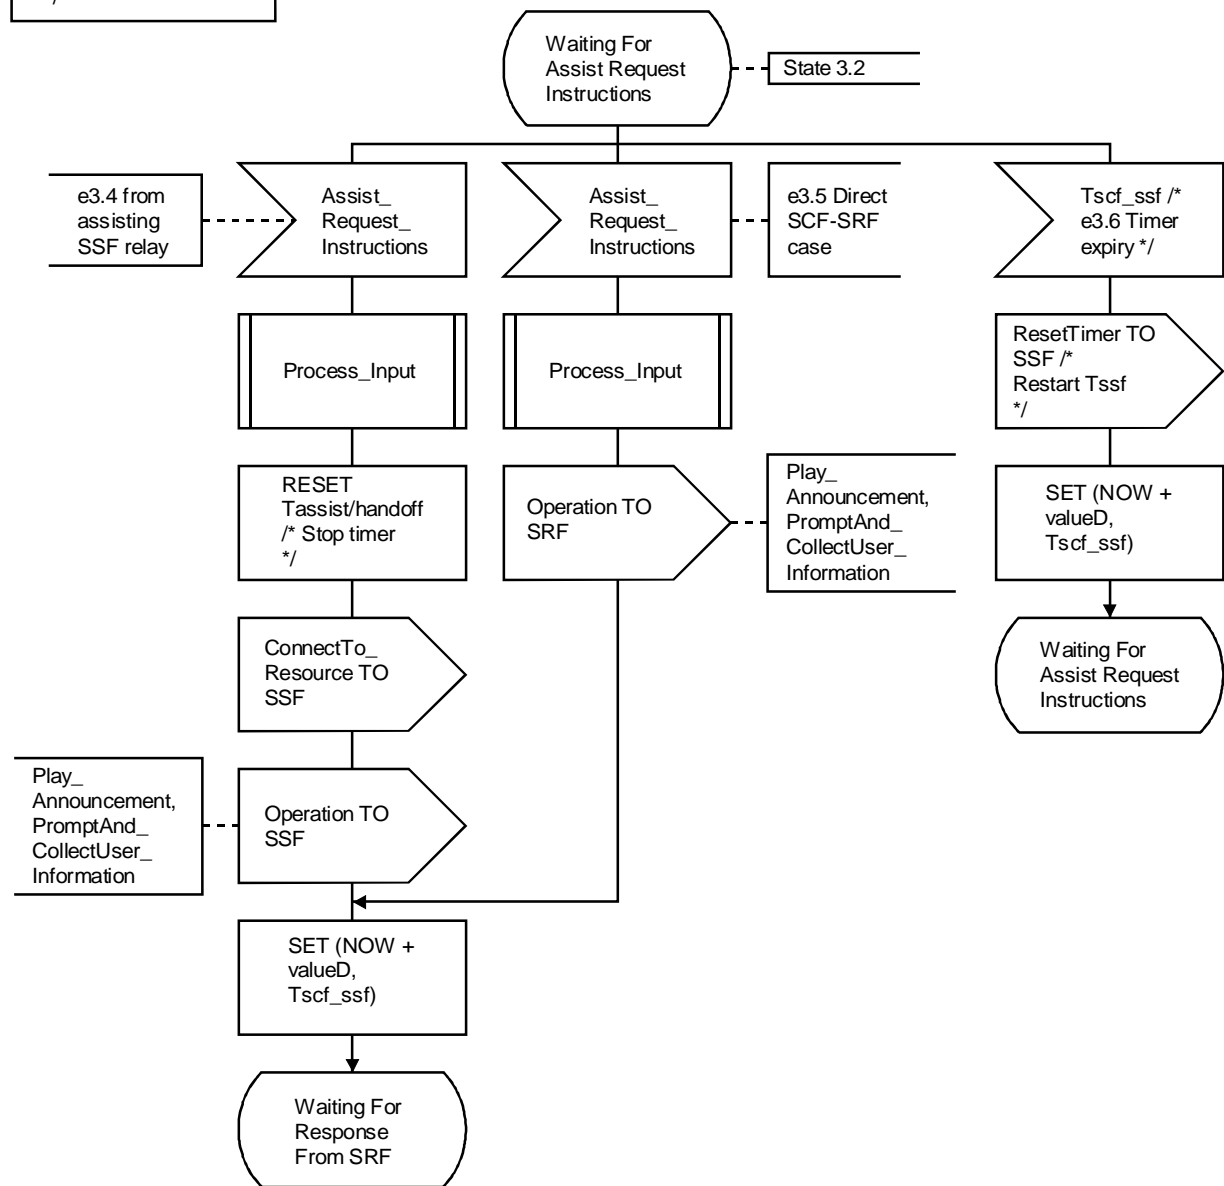 */
Waiting For
Assist Request
Instructions
State 3.2
e3.4 from
assisting
SSF relay
Assist_
Request_
Instructions
Assist_
Request_
Instructions
e3.5 Direct
SCF-SRF
case
Tscf_ssf /*
e3.6 Timer
expiry */
Process_Input
Process_Input
ResetTimer TO
SSF /*
Restart Tssf
*/
RESET
Tassist/handoff
/* Stop timer
*/
Operation TO
SRF
Play_
Announcement,
PromptAnd_
CollectUser_
Information
SET (NOW +
valueD,
Tscf_ssf)
ConnectTo_
Resource TO
SSF
Waiting For
Assist Request
Instructions
Play_
Announcement,
PromptAnd_
CollectUser_
Information
Operation TO
SSF
SET (NOW +
valueD,
Tscf_ssf)
Waiting For
Response
From SRF